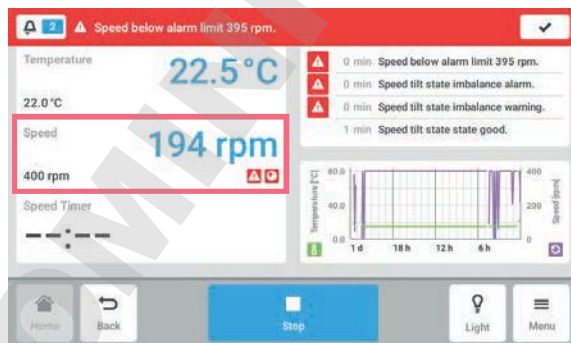 2
Speed below alarm limit 395 rpm.
Temperature
22.5°C
22.0°C
Speed
194 rpm
400 rpm
Speed Timer
--:--
0 min Speed below alarm limit 395 rpm.
0 min Speed tilt state imbalance alarm.
0 min Speed tilt state imbalance warning.
1 min Speed tilt state state good.
Temperature [°C]
80.0
40.0
0.0
400
200
0
Speed [rpm]
1 d 18 h 12 h 6 h
Home
Back
Stop
Light
Menu